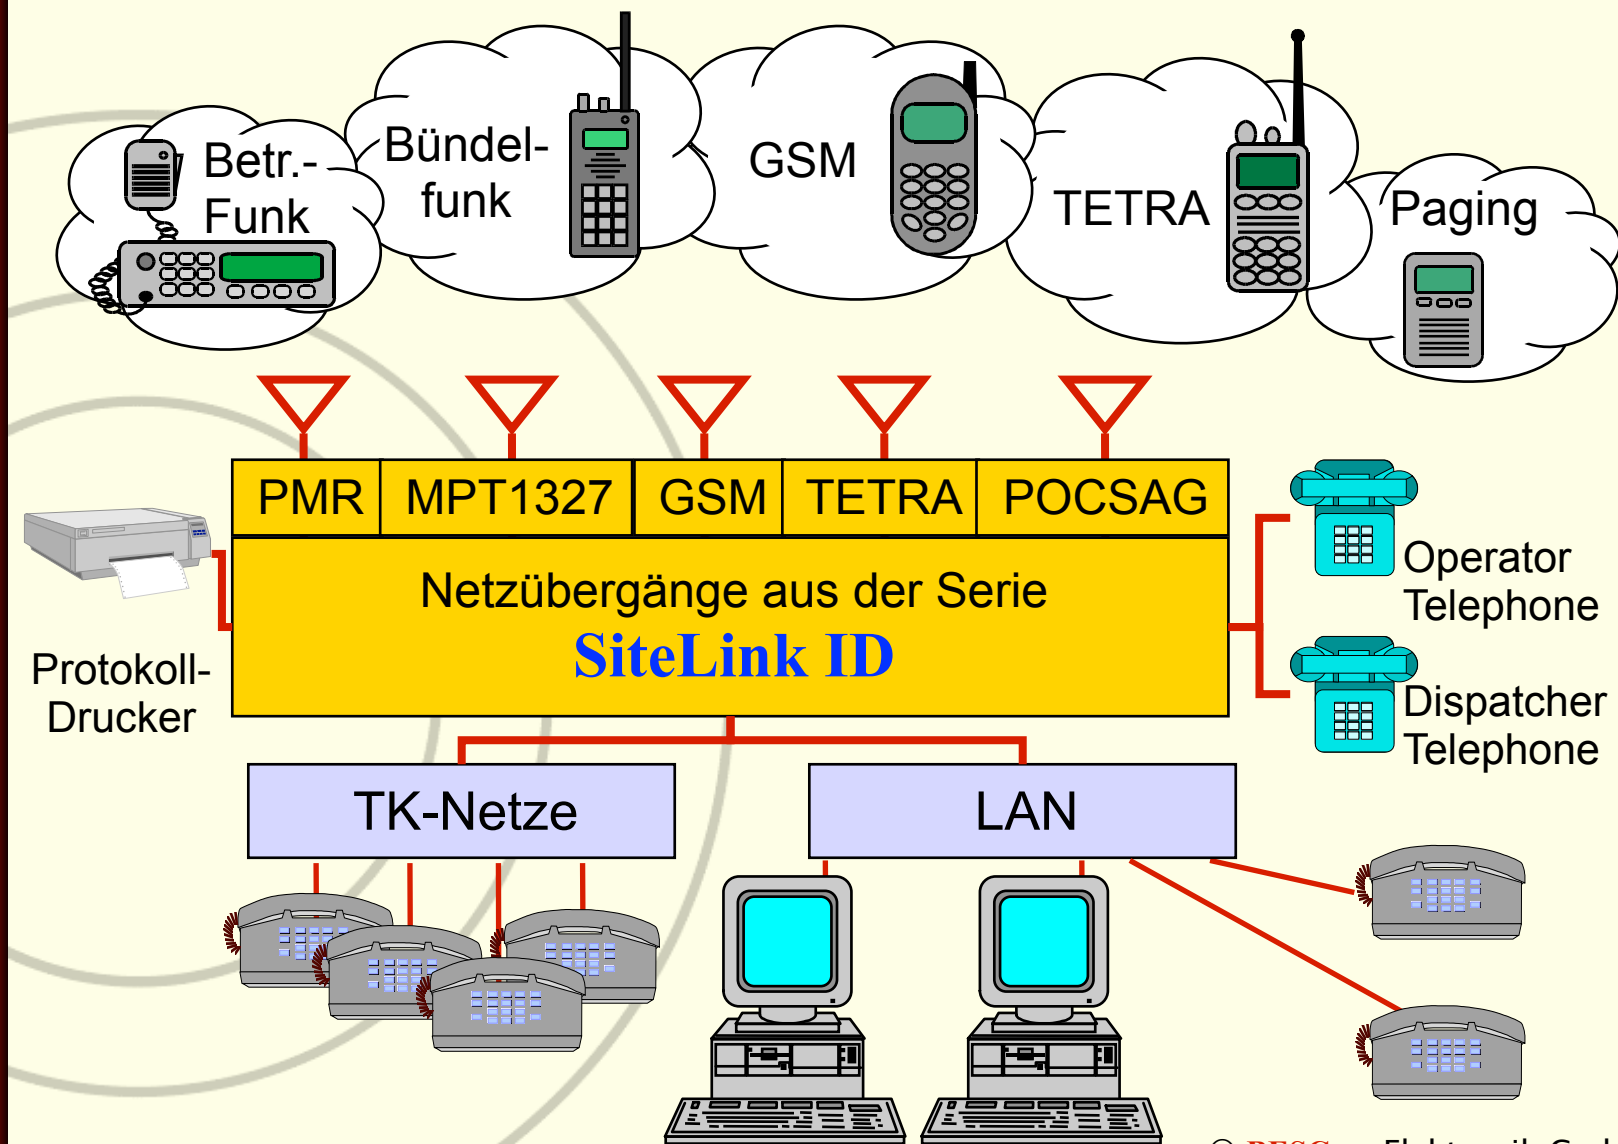 Betr.-
Funk
Bündel-
funk
GSM
TETRA
Paging
PMR
MPT1327
GSM
TETRA
POCSAG
Netzübergänge aus der Serie
SiteLink ID
Protokoll-
Drucker
Operator
Telephone
Dispatcher
Telephone
TK-Netze
LAN